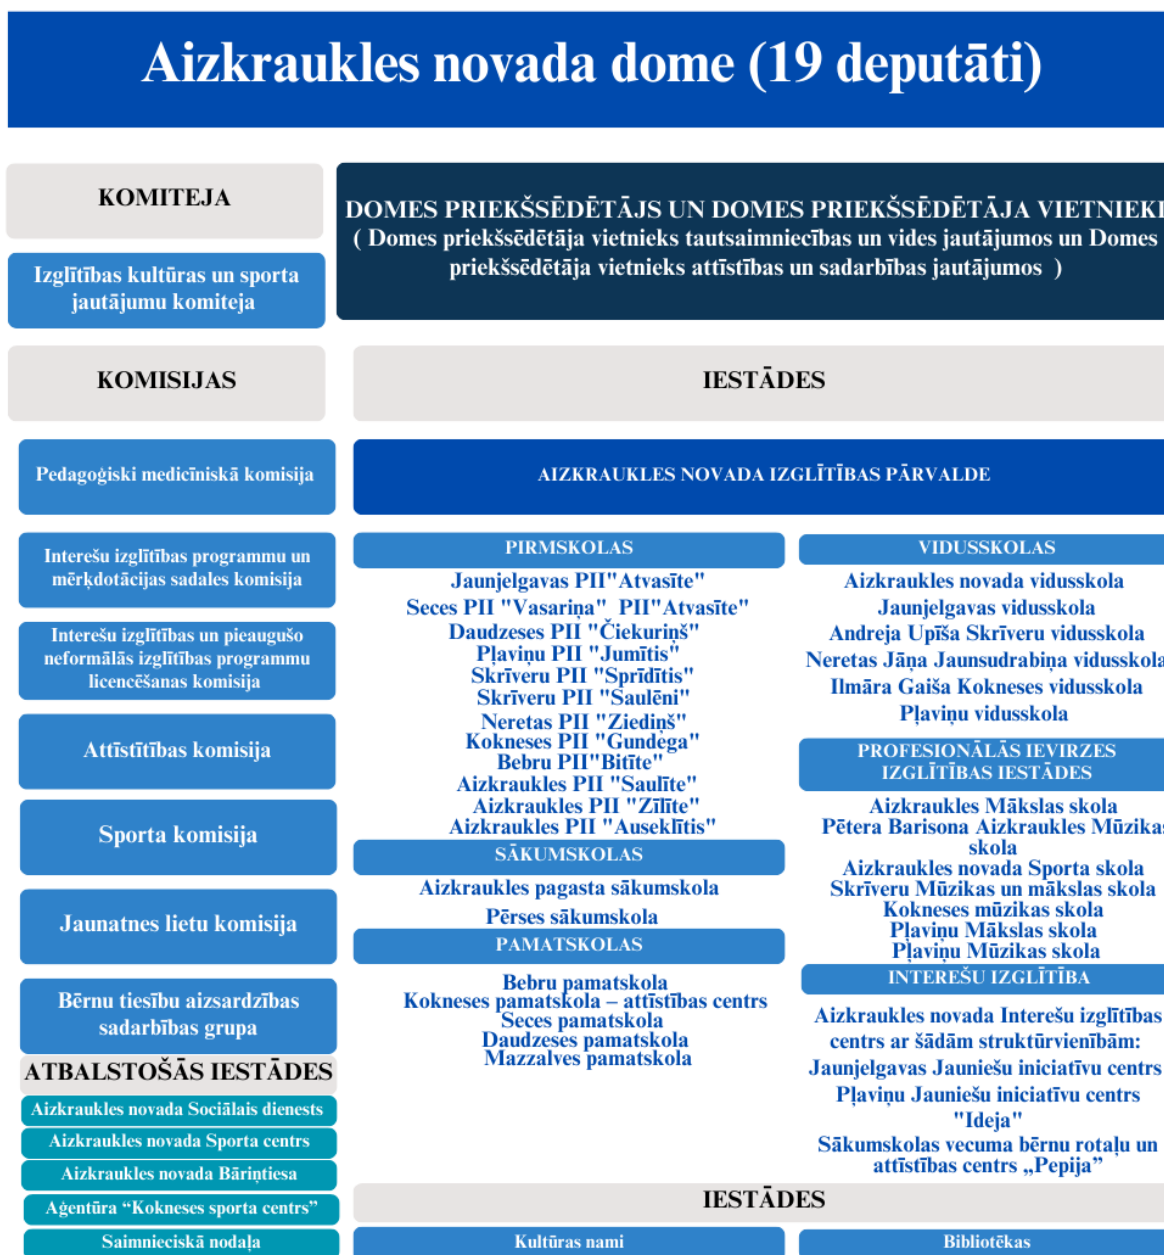 Aizkraukles novada dome (19 deputāti)
KOMITEJA
Izglītības kultūras un sporta
jautājumu komiteja
DOMES PRIEKŠSĒDĒTĀJS UN DOMES PRIEKŠSĒDĒTĀJA VIETNIEKI
( Domes priekšsēdētāja vietnieks tautsaimniecības un vides jautājumos un Domes
priekšsēdētāja vietnieks attīstības un sadarbības jautājumos )
KOMISIJAS
Pedagoģiski medicīniskā komisija
Interešu izglītības programmu un
mērķdotācijas sadales komisija
Interešu izglītības un pieaugušo
neformālās izglītības programmu
licencēšanas komisija
Attīstītības komisija
Sporta komisija
Jaunatnes lietu komisija
Bērnu tiesību aizsardzības
sadarbības grupa
ATBALSTOŠĀS IESTĀDES
Aizkraukles novada Sociālais dienests
Aizkraukles novada Sporta centrs
Aizkraukles novada Bāriņtiesa
Aģentūra “Kokneses sporta centrs”
Saimnieciskā nodaļa
IESTĀDES
AIZKRAUKLES NOVADA IZGLĪTĪBAS PĀRVALDE
PIRMSKOLAS
Jaunjelgavas PII"Atvasīte"
Seces PII "Vasariņa" PII"Atvasīte"
Daudzeses PII "Čiekuriņš"
Pļaviņu PII "Jumītis"
Skrīveru PII "Sprīdītis"
Skrīveru PII "Saulēni"
Neretas PII "Ziediņš"
Kokneses PII "Gundega"
Bebru PII"Bitīte"
Aizkraukles PII "Saulīte"
Aizkraukles PII "Zīlīte"
Aizkraukles PII "Auseklītis"
SĀKUMSKOLAS
Aizkraukles pagasta sākumskola
Pērses sākumskola
PAMATSKOLAS
Bebru pamatskola
Kokneses pamatskola – attīstības centrs
Seces pamatskola
Daudzeses pamatskola
Mazzalves pamatskola
VIDUSSKOLAS
Aizkraukles novada vidusskola
Jaunjelgavas vidusskola
Andreja Upīša Skrīveru vidusskola
Neretas Jāņa Jaunsudrabiņa vidusskola
Ilmāra Gaiša Kokneses vidusskola
Pļaviņu vidusskola
PROFESIONĀLĀS IEVIRZES
IZGLĪTĪBAS IESTĀDES
Aizkraukles Mākslas skola
Pētera Barisona Aizkraukles Mūzikas
skola
Aizkraukles novada Sporta skola
Skrīveru Mūzikas un mākslas skola
Kokneses mūzikas skola
Pļaviņu Mākslas skola
Pļaviņu Mūzikas skola
INTEREŠU IZGLĪTĪBA
Aizkraukles novada Interešu izglītības
centrs ar šādām struktūrvienībām:
Jaunjelgavas Jauniešu iniciatīvu centrs
Pļaviņu Jauniešu iniciatīvu centrs
"Ideja"
Sākumskolas vecuma bērnu rotaļu un
attīstības centrs „Pepija”
IESTĀDES
Kultūras nami
Bibliotēkas